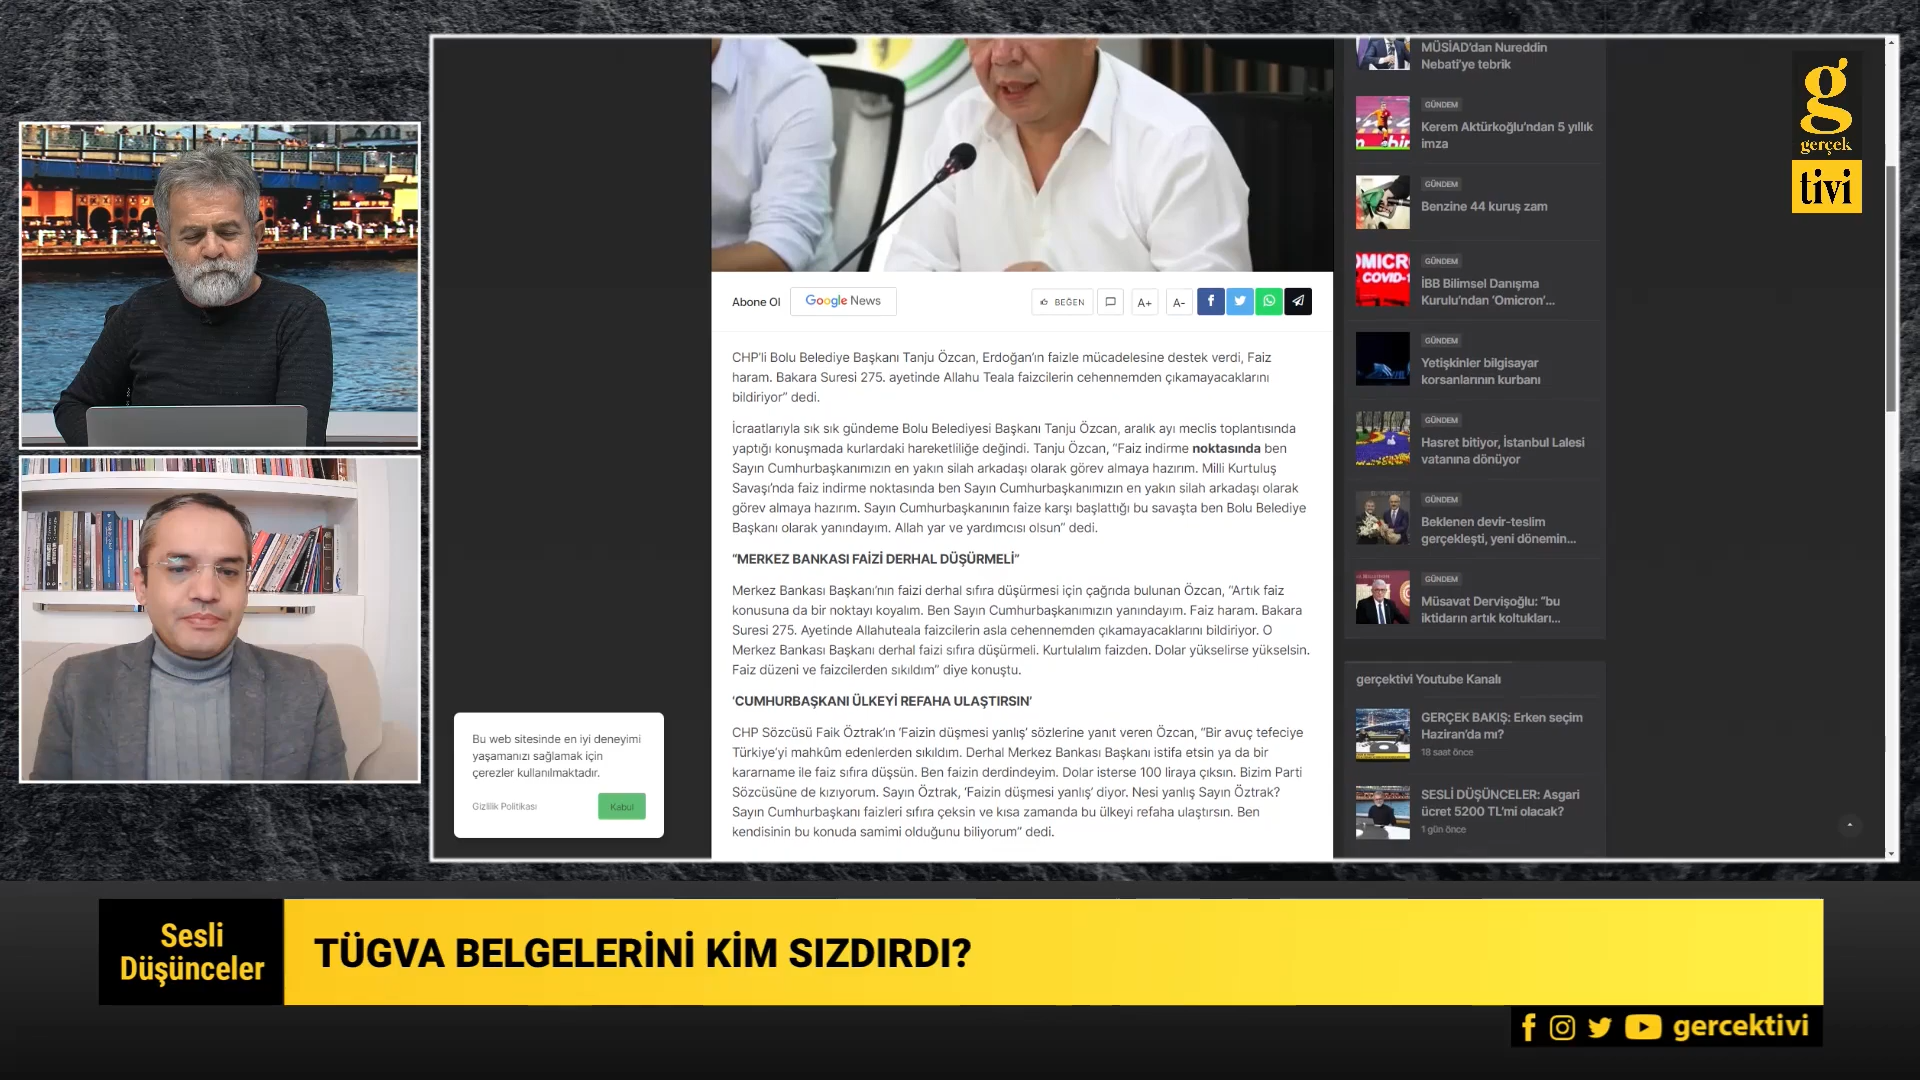 MÜSİAD'dan Nureddin
Nebati'ye tebrik
g
gerçek
tivi
GÜNDEM
Kerem Aktürkoğlu'ndan 5 yıllık
imza
GÜNDEM
Benzine 44 kuruş zam
OMICR
COVID-1
GÜNDEM
İBB Bilimsel Danışma
Kurulu'ndan 'Omicron'...
GÜNDEM
Yetişkinler bilgisayar
korsanlarının kurbanı
GÜNDEM
Hasret bitiyor, İstanbul Lalesi
vatanına dönüyor
GÜNDEM
Beklenen devir-teslim
gerçekleşti, yeni dönemin...
GÜNDEM
Müsavat Dervişoğlu: "bu
iktidarın artık koltukları...
gerçektivi Youtube Kanalı
GERÇEK BAKIŞ: Erken seçim
Haziran'da mı?
18 saat önce
SESLİ DÜŞÜNCELER: Asgari
ücret 5200 TL'mi olacak?
1 gün önce
Abone Ol
Google News
BEĞEN
A+
A-
CHP'li Bolu Belediye Başkanı Tanju Özcan, Erdoğan'ın faizle mücadelesine destek verdi, Faiz
haram. Bakara Suresi 275. ayetinde Allahu Teala faizcilerin cehennemden çıkamayacaklarını
bildiriyor" dedi.
İcraatlarıyla sık sık gündeme Bolu Belediyesi Başkanı Tanju Özcan, aralık ayı meclis toplantısında
yaptığı konuşmada kurlardaki hareketliliğe değindi. Tanju Özcan, "Faiz indirme noktasında ben
Sayın Cumhurbaşkanımızın en yakın silah arkadaşı olarak görev almaya hazırım. Milli Kurtuluş
Savaşı'nda faiz indirme noktasında ben Sayın Cumhurbaşkanımızın en yakın silah arkadaşı olarak
görev almaya hazırım. Sayın Cumhurbaşkanının faize karşı başlattığı bu savaşta ben Bolu Belediye
Başkanı olarak yanındayım. Allah yar ve yardımcısı olsun" dedi.
"MERKEZ BANKASI FAİZİ DERHAL DÜŞÜRMELİ"
Merkez Bankası Başkanı'nın faizi derhal sıfıra düşürmesi için çağrıda bulunan Özcan, "Artık faiz
konusuna da bir noktayı koyalım. Ben Sayın Cumhurbaşkanımızın yanındayım. Faiz haram. Bakara
Suresi 275. Ayetinde Allahuteala faizcilerin asla cehennemden çıkamayacaklarını bildiriyor. O
Merkez Bankası Başkanı derhal faizi sıfıra düşürmeli. Kurtulalım faizden. Dolar yükselirse yükselsin.
Faiz düzeni ve faizcilerden sıkıldım" diye konuştu.
'CUMHURBAŞKANI ÜLKEYİ REFAHA ULAŞTIRSIN'
CHP Sözcüsü Faik Öztrak'ın 'Faizin düşmesi yanlış' sözlerine yanıt veren Özcan, "Bir avuç tefeciye
Türkiye'yi mahkûm edenlerden sıkıldım. Derhal Merkez Bankası Başkanı istifa etsin ya da bir
kararname ile faiz sıfıra düşsün. Ben faizin derdindeyim. Dolar isterse 100 liraya çıksın. Bizim Parti
Sözcüsüne de kızıyorum. Sayın Öztrak, 'Faizin düşmesi yanlış' diyor. Nesi yanlış Sayın Öztrak?
Sayın Cumhurbaşkanı faizleri sıfıra çeksin ve kısa zamanda bu ülkeyi refaha ulaştırsın. Ben
kendisinin bu konuda samimi olduğunu biliyorum" dedi.
Bu web sitesinde en iyi deneyimi
yaşamanızı sağlamak için
çerezler kullanılmaktadır.
Gizlilik Politikası
Kabul
Sesli
Düşünceler
TÜGVA BELGELERİNİ KİM SIZDIRDI?
gercektivi